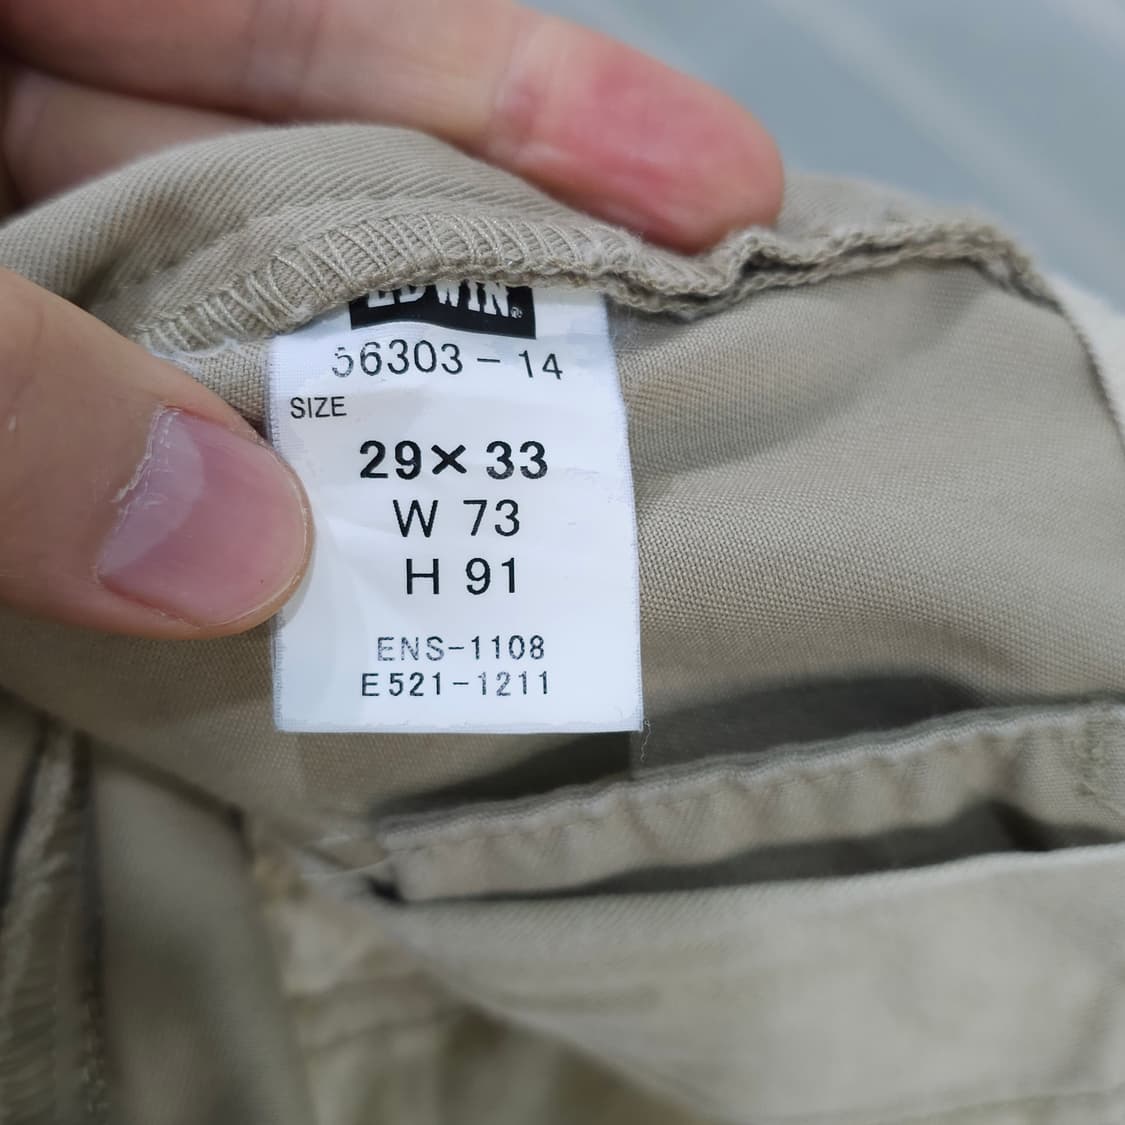 EDWIN®
56303-14
SIZE
29×33
W 73
H 91
ENS-1108
E521-1211